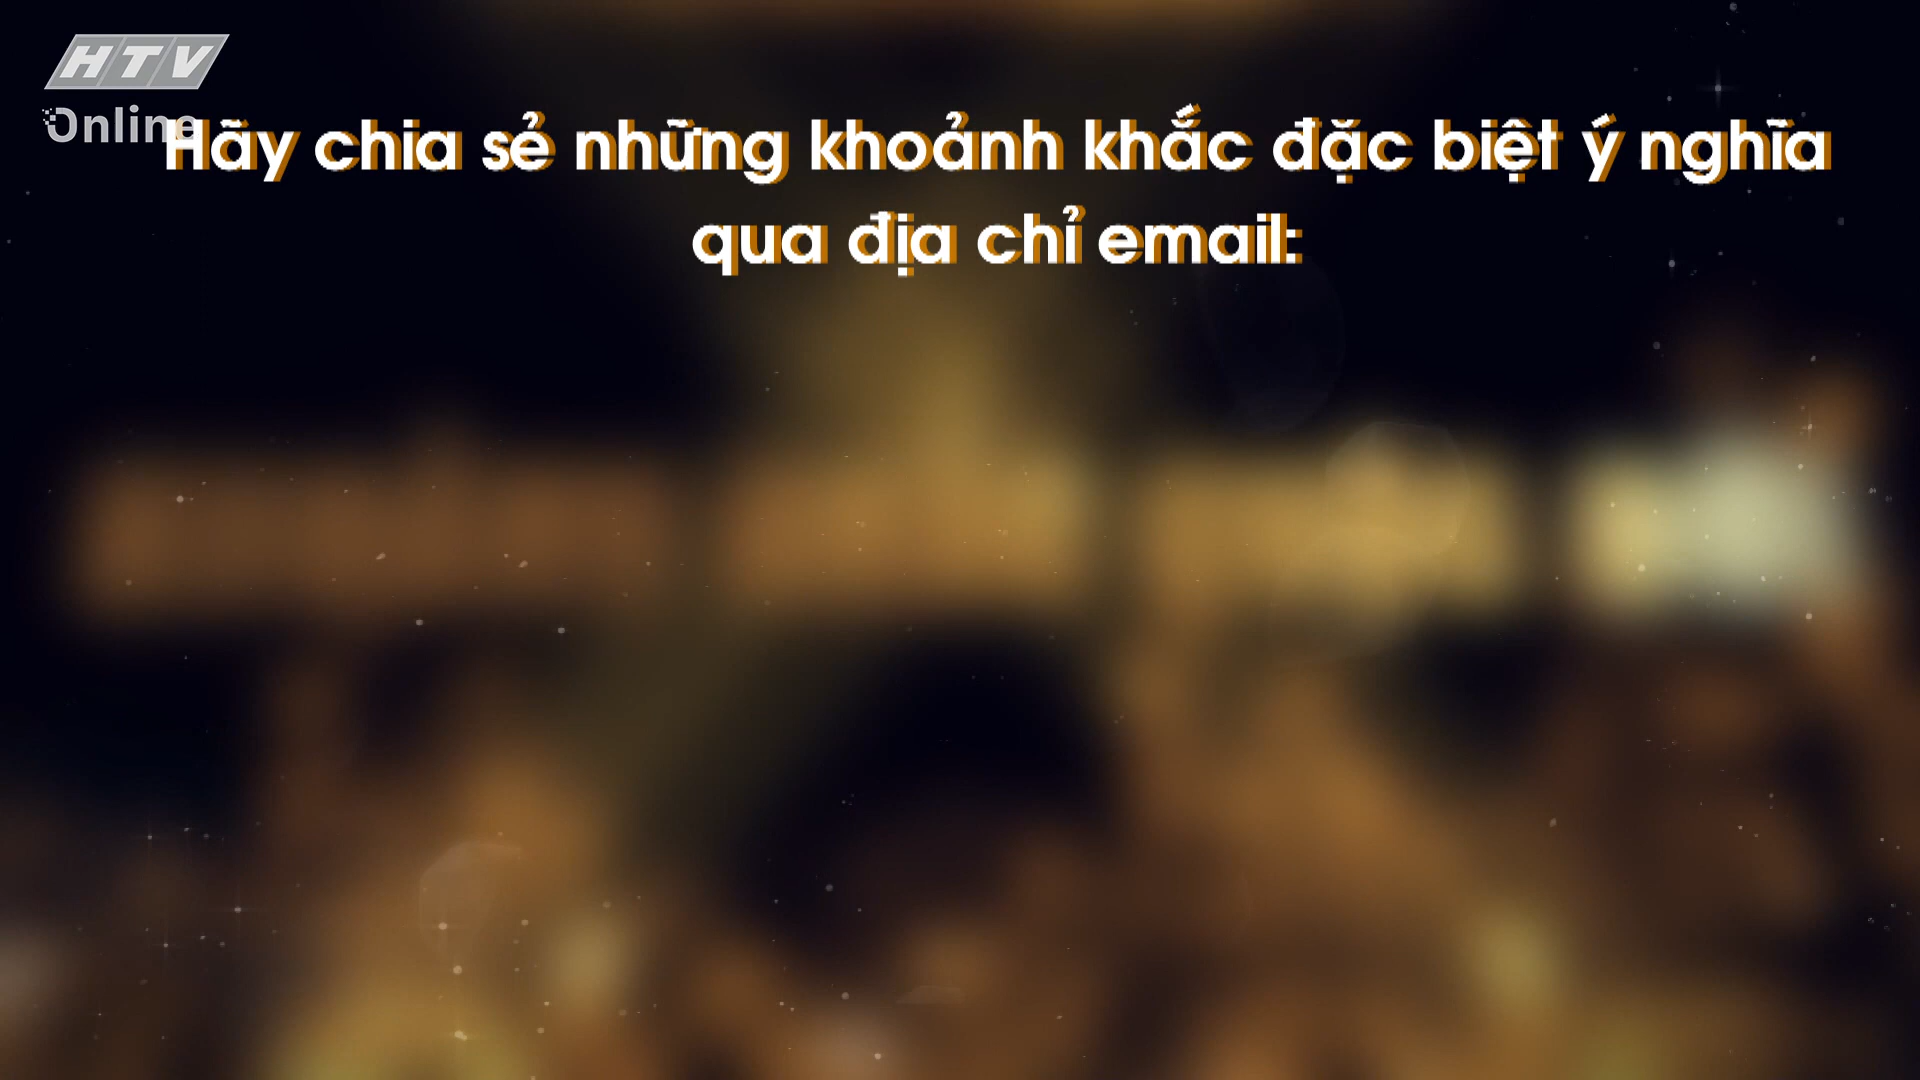 HTV
Online
Hãy chia sẻ những khoảnh khắc đặc biệt ý nghĩa
qua địa chỉ email: